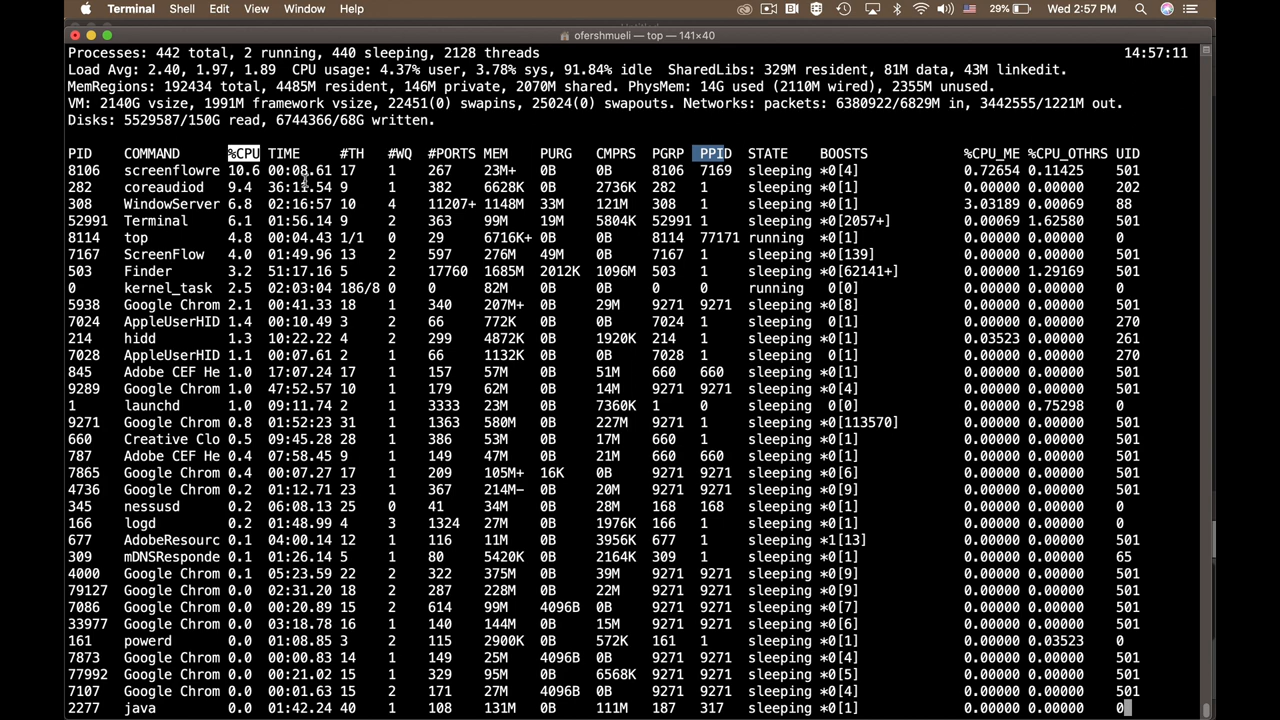 Terminal Shell Edit View Window Help 29% Wed 2:57 PM
ofershmueli — top — 141×40
Processes: 442 total, 2 running, 440 sleeping, 2128 threads 14:57:11
Load Avg: 2.40, 1.97, 1.89 CPU usage: 4.37% user, 3.78% sys, 91.84% idle SharedLibs: 329M resident, 81M data, 43M linkedit.
MemRegions: 192434 total, 4485M resident, 146M private, 2070M shared. PhysMem: 14G used (2110M wired), 2355M unused.
VM: 2140G vsize, 1991M framework vsize, 22451(0) swapins, 25024(0) swapouts. Networks: packets: 6380922/6829M in, 3442555/1221M out.
Disks: 5529587/150G read, 6744366/68G written.
PID COMMAND %CPU TIME #TH #WQ #PORTS MEM PURG CMPRS PGRP PPID STATE BOOSTS %CPU_ME %CPU_OTHRS UID
8106 screenflowre 10.6 00:08.61 17 1 267 23M+ 0B 0B 8106 7169 sleeping *0[4] 0.72654 0.11425 501
282 coreaudiod 9.4 36:11.54 9 1 382 6628K 0B 2736K 282 1 sleeping *0[1] 0.00000 0.00000 202
308 WindowServer 6.8 02:16:57 10 4 11207+ 1148M 33M 121M 308 1 sleeping *0[1] 3.03189 0.00069 88
52991 Terminal 6.1 01:56.14 9 2 363 99M 19M 5804K 52991 1 sleeping *0[2057+] 0.00069 1.62580 501
8114 top 4.8 00:04.43 1/1 0 29 6716K+ 0B 0B 8114 77171 running *0[1] 0.00000 0.00000 0
7167 ScreenFlow 4.0 01:49.96 13 2 597 276M 49M 0B 7167 1 sleeping *0[139] 0.00000 0.00000 501
503 Finder 3.2 51:17.16 5 2 17760 1685M 2012K 1096M 503 1 sleeping *0[62141+] 0.00000 1.29169 501
0 kernel_task 2.5 02:03:04 186/8 0 0 82M 0B 0B 0 0 running 0[0] 0.00000 0.00000 0
5938 Google Chrom 2.1 00:41.33 18 1 340 207M+ 0B 29M 9271 9271 sleeping *0[8] 0.00000 0.00000 501
7024 AppleUserHID 1.4 00:10.49 3 2 66 772K 0B 0B 7024 1 sleeping 0[1] 0.00000 0.00000 270
214 hidd 1.3 10:22.22 4 2 299 4872K 0B 1920K 214 1 sleeping *0[1] 0.03523 0.00000 261
7028 AppleUserHID 1.1 00:07.61 2 1 66 1132K 0B 0B 7028 1 sleeping 0[1] 0.00000 0.00000 270
845 Adobe CEF He 1.0 17:07.24 17 1 157 57M 0B 51M 660 660 sleeping *0[1] 0.00000 0.00000 501
9289 Google Chrom 1.0 47:52.57 10 1 179 62M 0B 14M 9271 9271 sleeping *0[4] 0.00000 0.00000 501
1 launchd 1.0 09:11.74 2 1 3333 23M 0B 7360K 1 0 sleeping 0[0] 0.00000 0.75298 0
9271 Google Chrom 0.8 01:52:23 31 1 1363 580M 0B 227M 9271 1 sleeping *0[113570] 0.00000 0.00000 501
660 Creative Clo 0.5 09:45.28 28 1 386 53M 0B 17M 660 1 sleeping *0[1] 0.00000 0.00000 501
787 Adobe CEF He 0.4 07:58.45 9 1 149 47M 0B 21M 660 660 sleeping *0[1] 0.00000 0.00000 501
7865 Google Chrom 0.4 00:07.27 17 1 209 105M+ 16K 0B 9271 9271 sleeping *0[6] 0.00000 0.00000 501
4736 Google Chrom 0.2 01:12.71 23 1 367 214M- 0B 20M 9271 9271 sleeping *0[9] 0.00000 0.00000 501
345 nessusd 0.2 06:08.13 25 0 41 34M 0B 28M 168 168 sleeping *0[1] 0.00000 0.00000 0
166 logd 0.2 01:48.99 4 3 1324 27M 0B 1976K 166 1 sleeping *0[1] 0.00000 0.00000 0
677 AdobeResourc 0.1 04:00.14 12 1 116 11M 0B 3956K 677 1 sleeping *1[13] 0.00000 0.00000 501
309 mDNSResponde 0.1 01:26.14 5 1 80 5420K 0B 2164K 309 1 sleeping *0[1] 0.00000 0.00000 65
4000 Google Chrom 0.1 05:23.59 22 2 322 375M 0B 39M 9271 9271 sleeping *0[9] 0.00000 0.00000 501
79127 Google Chrom 0.0 02:31.20 18 2 287 228M 0B 22M 9271 9271 sleeping *0[9] 0.00000 0.00000 501
7086 Google Chrom 0.0 00:20.89 15 2 614 99M 4096B 0B 9271 9271 sleeping *0[7] 0.00000 0.00000 501
33977 Google Chrom 0.0 03:18.78 16 1 140 144M 0B 15M 9271 9271 sleeping *0[6] 0.00000 0.00000 501
161 powerd 0.0 01:08.85 3 2 115 2900K 0B 572K 161 1 sleeping *0[1] 0.00000 0.03523 0
7873 Google Chrom 0.0 00:00.83 14 1 149 25M 4096B 0B 9271 9271 sleeping *0[4] 0.00000 0.00000 501
77992 Google Chrom 0.0 00:21.02 15 1 329 95M 0B 6568K 9271 9271 sleeping *0[5] 0.00000 0.00000 501
7107 Google Chrom 0.0 00:01.63 15 2 171 27M 4096B 0B 9271 9271 sleeping *0[4] 0.00000 0.00000 501
2277 java 0.0 01:42.24 40 1 108 131M 0B 111M 187 317 sleeping *0[1] 0.00000 0.00000 0